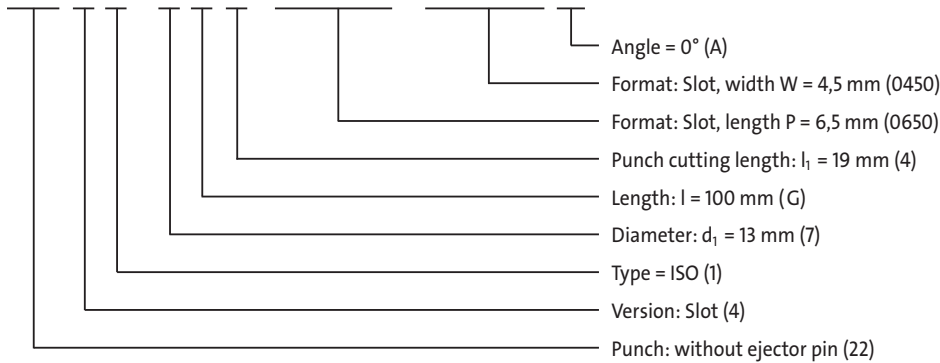 Angle = 0° (A)
Format: Slot, width W = 4,5 mm (0450)
Format: Slot, length P = 6,5 mm (0650)
Punch cutting length: l₁ = 19 mm (4)
Length: l = 100 mm (G)
Diameter: d₁ = 13 mm (7)
Type = ISO (1)
Version: Slot (4)
Punch: without ejector pin (22)